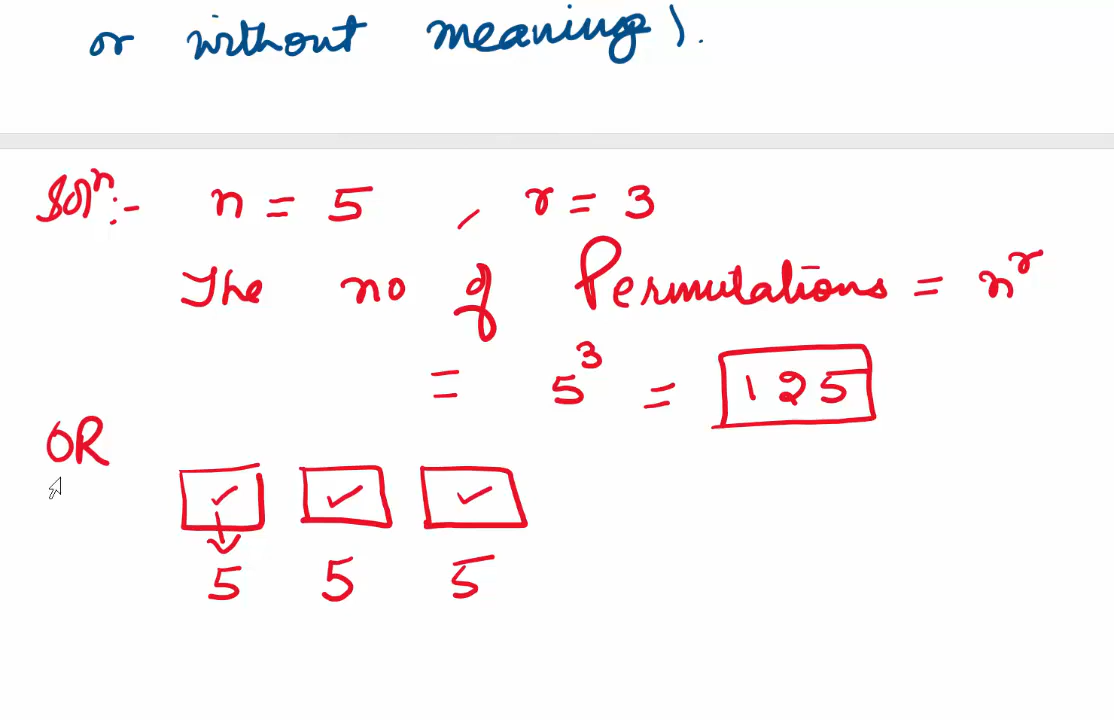 or without meaning).
Solⁿ:- n = 5 , r = 3
The no of Permutations = nʳ
= 5³ = 125
OR
✓ ✓ ✓
5 5 5